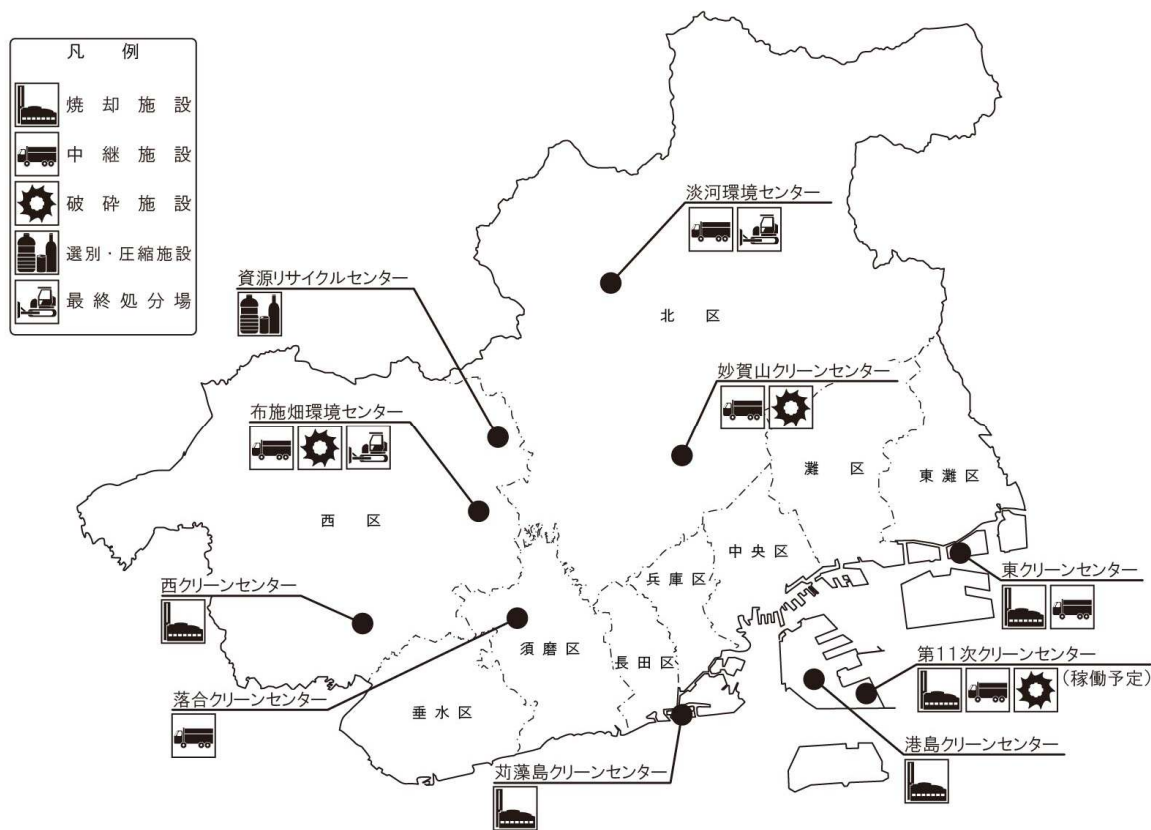 凡例
焼却施設
中継施設
破砕施設
選別・圧縮施設
最終処分場
淡河環境センター
資源リサイクルセンター
北区
妙賀山クリーンセンター
布施畑環境センター
灘区
東灘区
西区
中央区
兵庫区
東クリーンセンター
西クリーンセンター
須磨区
長田区
第11次クリーンセンター
(稼働予定)
落合クリーンセンター
垂水区
港島クリーンセンター
苅藻島クリーンセンター